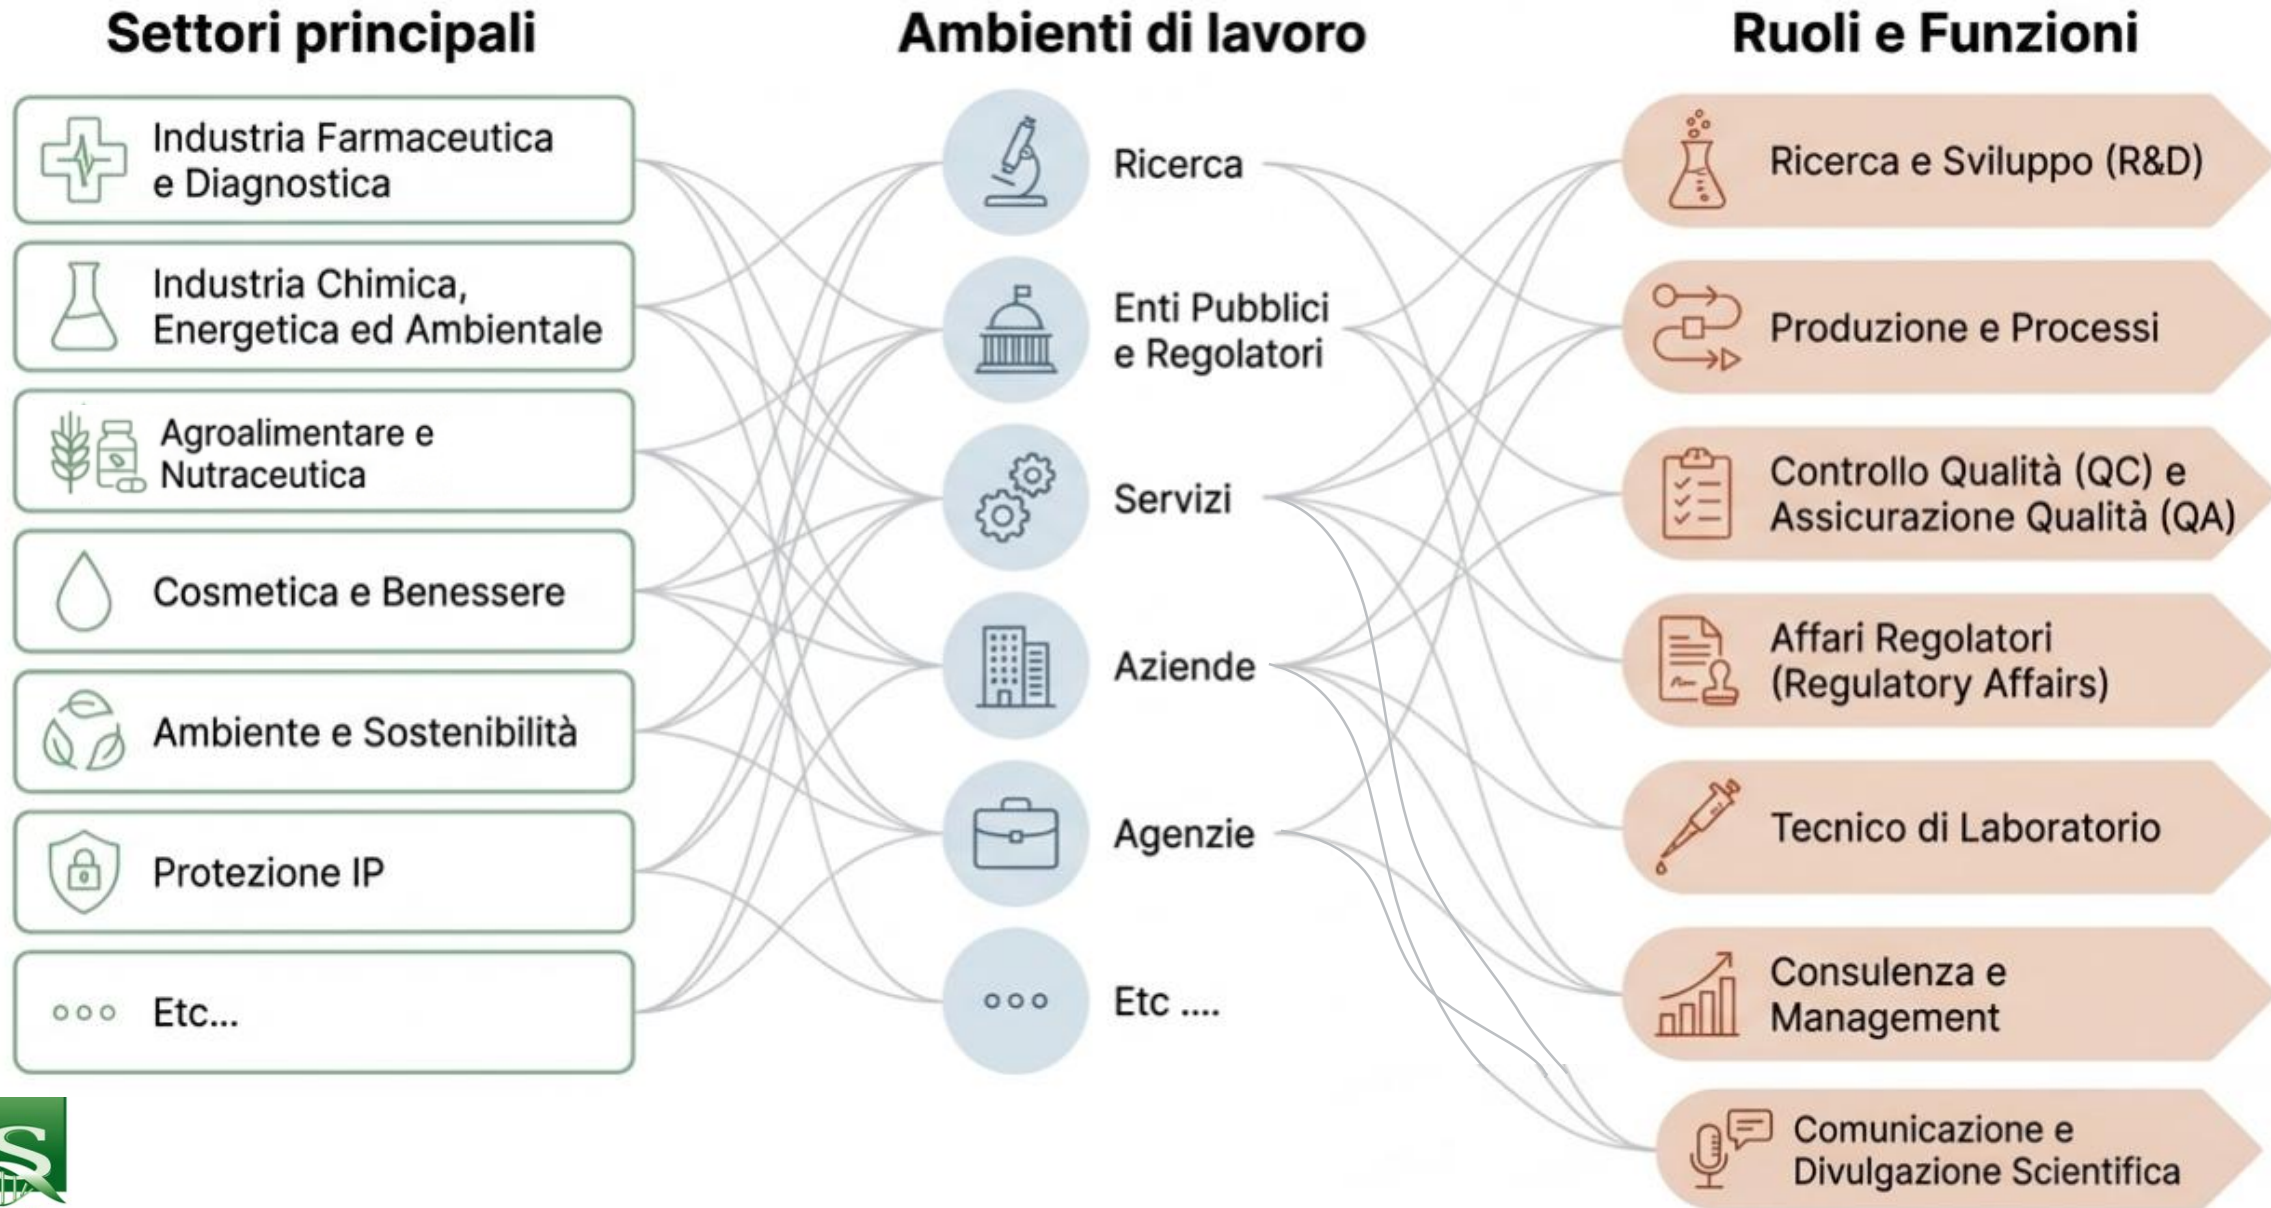 Settori principali
Industria Farmaceutica
e Diagnostica
Industria Chimica,
Energetica ed Ambientale
Agroalimentare e
Nutraceutica
Cosmetica e Benessere
Ambiente e Sostenibilità
Protezione IP
Etc...
Ambienti di lavoro
Ricerca
Enti Pubblici
e Regolatori
Servizi
Aziende
Agenzie
Etc ....
Ruoli e Funzioni
Ricerca e Sviluppo (R&D)
Produzione e Processi
Controllo Qualità (QC) e
Assicurazione Qualità (QA)
Affari Regolatori
(Regulatory Affairs)
Tecnico di Laboratorio
Consulenza e
Management
Comunicazione e
Divulgazione Scientifica
S